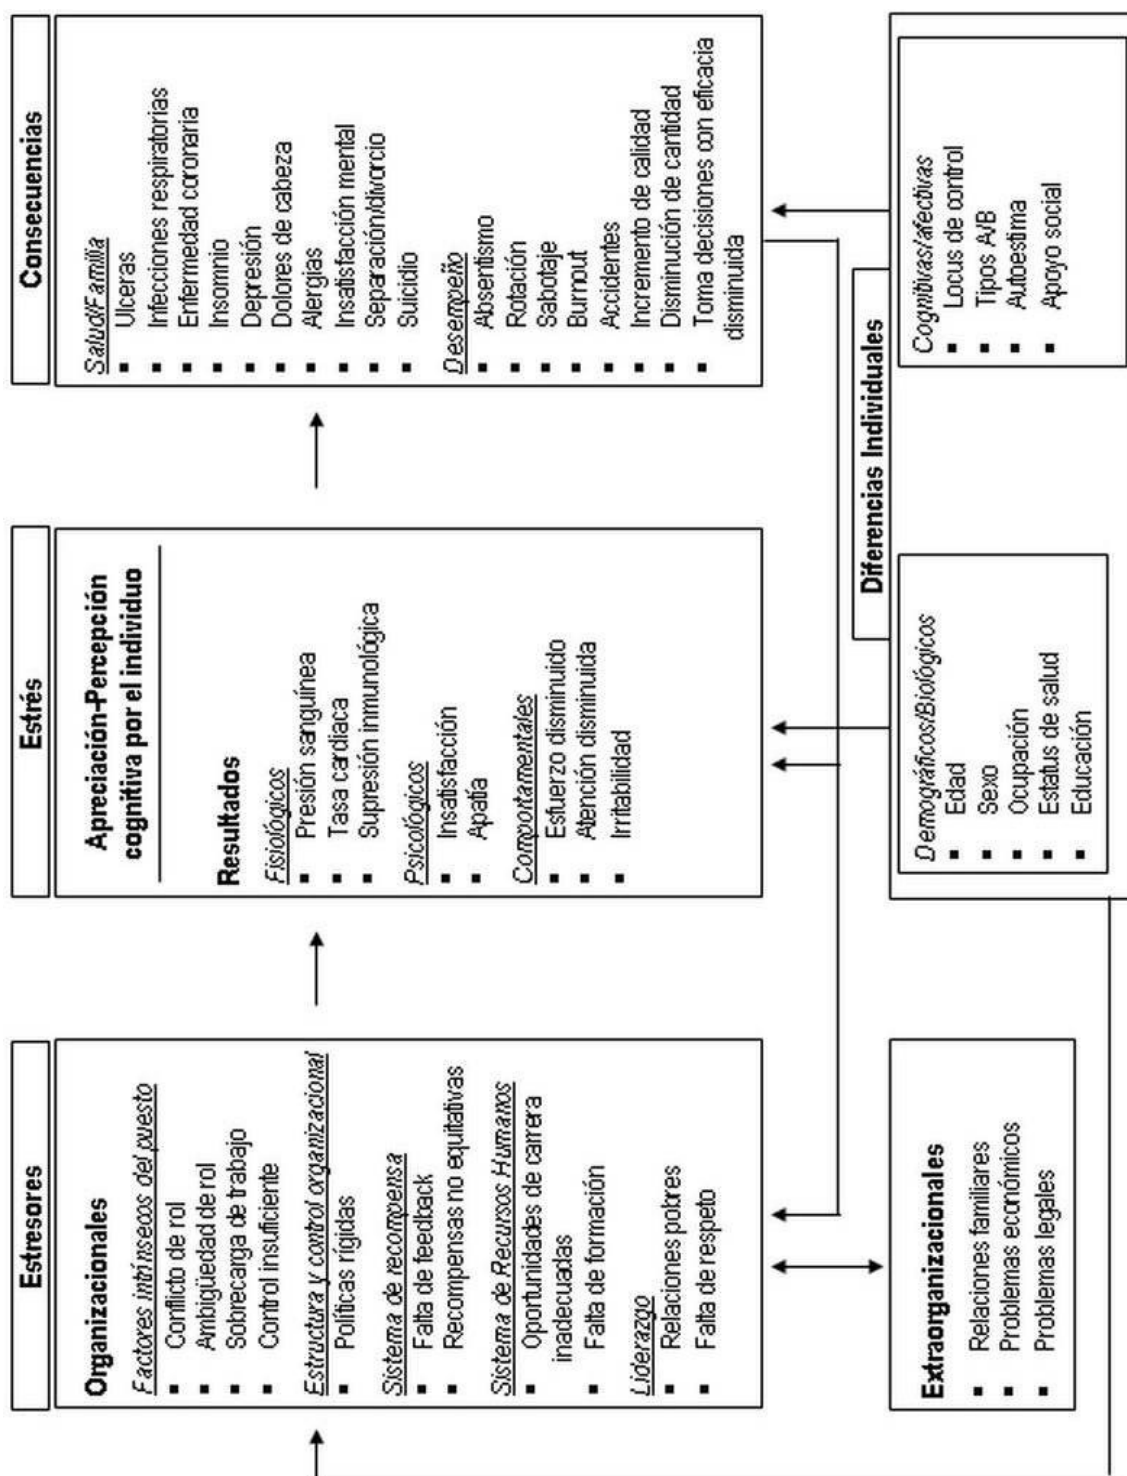 Estresores
Organizacionales
Factores intrínsecos del puesto
▪ Conflicto de rol
▪ Ambigüedad de rol
▪ Sobrecarga de trabajo
▪ Control insuficiente
Estructura y control organizacional
▪ Políticas rígidas
Sistema de recompensa
▪ Falta de feedback
▪ Recompensas no equitativas
Sistema de Recursos Humanos
▪ Oportunidades de carrera
inadecuadas
▪ Falta de formación
Liderazgo
▪ Relaciones pobres
▪ Falta de respeto
Extraorganizacionales
▪ Relaciones familiares
▪ Problemas económicos
▪ Problemas legales
Estrés
Apreciación-Percepción
cognitiva por el individuo
Resultados
Fisiológicos
▪ Presión sanguínea
▪ Tasa cardiaca
▪ Supresión inmunológica
Psicológicos
▪ Insatisfacción
▪ Apatía
Comportamentales
▪ Esfuerzo disminuido
▪ Atención disminuida
▪ Irritabilidad
Consecuencias
Salud/Familia
▪ Ulceras
▪ Infecciones respiratorias
▪ Enfermedad coronaria
▪ Insomnio
▪ Depresión
▪ Dolores de cabeza
▪ Alergias
▪ Insatisfacción mental
▪ Separación/divorcio
▪ Suicidio
Desempeño
▪ Absentismo
▪ Rotación
▪ Sabotaje
▪ Burnout
▪ Accidentes
▪ Incremento de calidad
▪ Disminución de cantidad
▪ Toma decisiones con eficacia
disminuida
Diferencias Individuales
Demográficos/Biológicos
▪ Edad
▪ Sexo
▪ Ocupación
▪ Estatus de salud
▪ Educación
Cognitivas/afectivas
▪ Locus de control
▪ Tipos A/B
▪ Autoestima
▪ Apoyo social